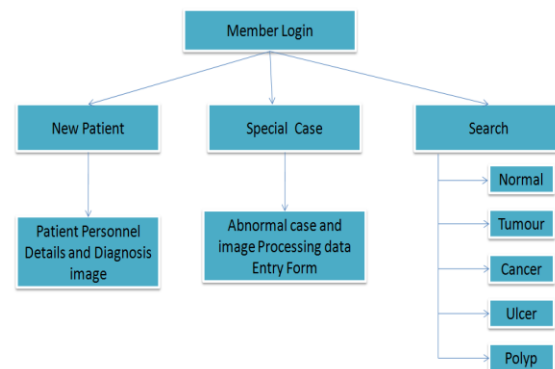 Member Login
New Patient
Special Case
Search
Patient Personnel
Details and Diagnosis
image
Abnormal case and
image Processing data
Entry Form
Normal
Tumour
Cancer
Ulcer
Polyp